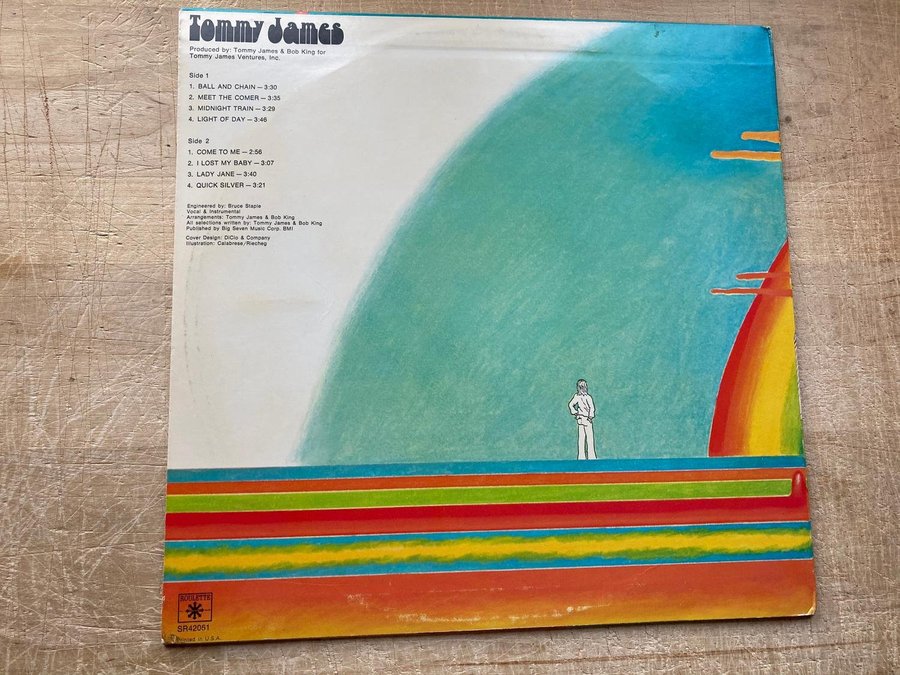 Tommy James
Produced by: Tommy James & Bob King for
Tommy James Ventures, Inc.
Side 1
1. BALL AND CHAIN — 3:30
2. MEET THE COMER — 3:35
3. MIDNIGHT TRAIN — 3:29
4. LIGHT OF DAY — 3:46
Side 2
1. COME TO ME — 2:56
2. I LOST MY BABY — 3:07
3. LADY JANE — 3:40
4. QUICK SILVER — 3:21
Engineered by: Bruce Staple
Vocal & Instrumental
Arrangements: Tommy James & Bob King
All selections written by: Tommy James & Bob King
Published by Big Seven Music Corp. BMI
Cover Design: DiCio & Company
Illustration: Calabrese/Riecheg
ROULETTE
SR42051
Printed in U.S.A.